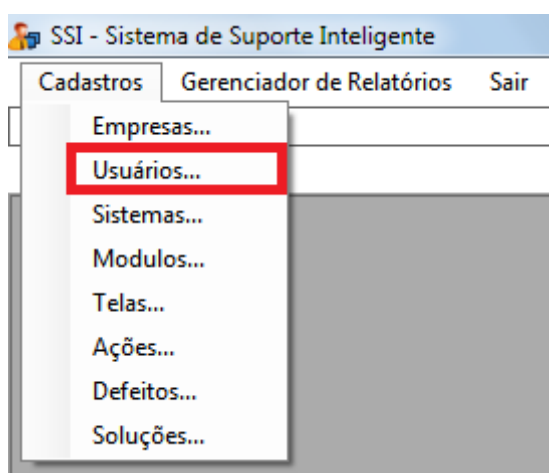 SSI - Sistema de Suporte Inteligente
Cadastros Gerenciador de Relatórios Sair
Empresas...
Usuários...
Sistemas...
Modulos...
Telas...
Ações...
Defeitos...
Soluções...